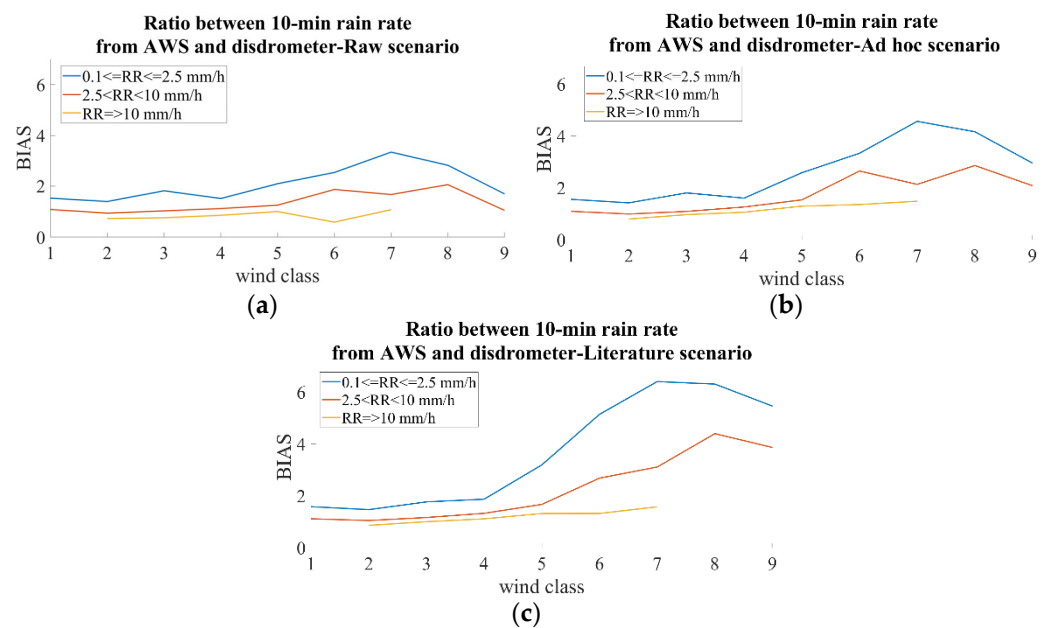 Ratio between 10-min rain rate
from AWS and disdrometer-Raw scenario
0.1<=RR<=2.5 mm/h
2.5<RR<10 mm/h
RR=>10 mm/h
BIAS
6
4
2
0
1 2 3 4 5 6 7 8 9
wind class
(a)
Ratio between 10-min rain rate
from AWS and disdrometer-Ad hoc scenario
0.1<=RR<=2.5 mm/h
2.5<RR<10 mm/h
RR=>10 mm/h
BIAS
6
4
2
0
1 2 3 4 5 6 7 8 9
wind class
(b)
Ratio between 10-min rain rate
from AWS and disdrometer-Literature scenario
0.1<=RR<=2.5 mm/h
2.5<RR<10 mm/h
RR=>10 mm/h
BIAS
6
4
2
0
1 2 3 4 5 6 7 8 9
wind class
(c)